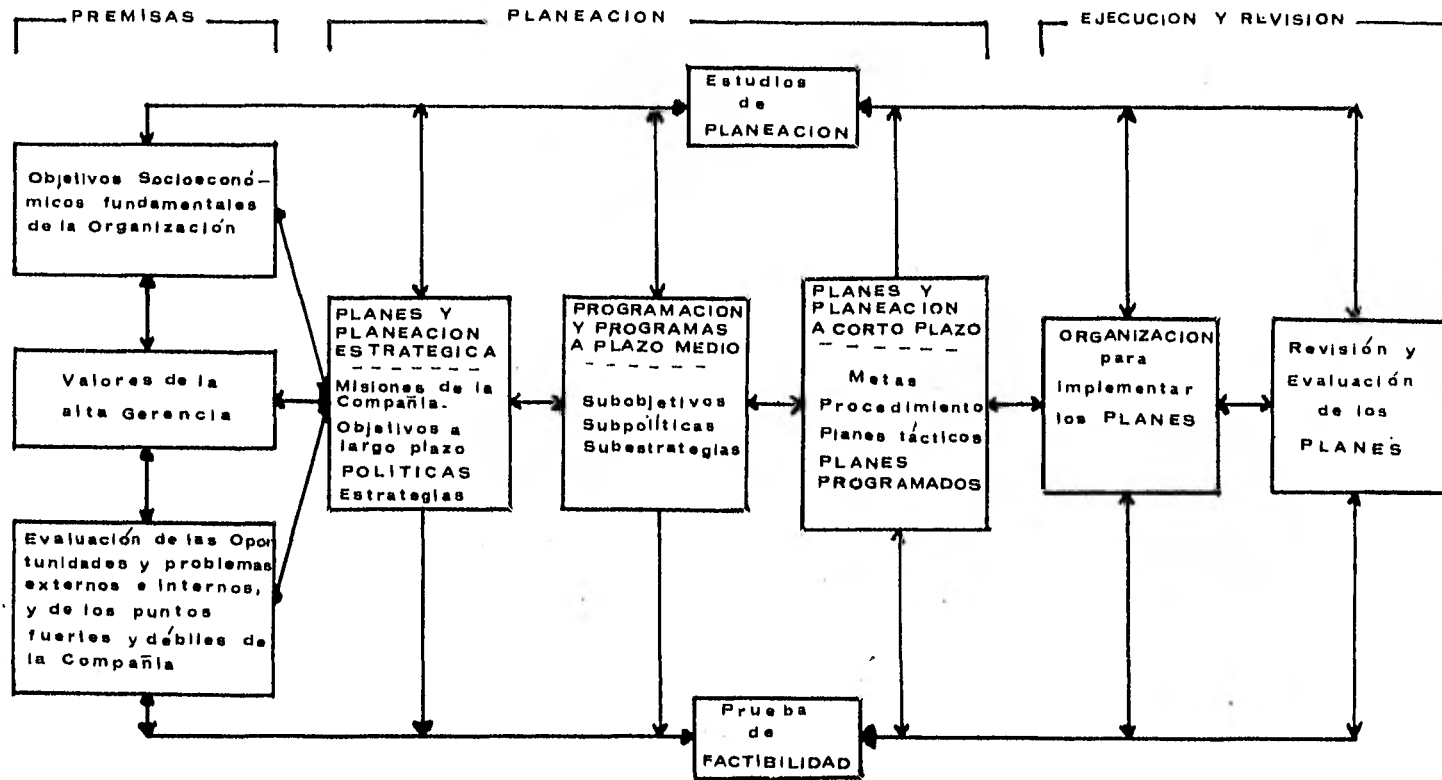 PREMISAS
PLANEACION
EJECUCION Y REVISION
Estudios
de
PLANEACION
Objetivos Socioeconó–
micos fundamentales
de la Organización
Valores de la
alta Gerencia
Evaluación de las Opor
tunidades y problemas
externos e internos,
y de los puntos
fuertes y débiles de
la Compañía
PLANES Y
PLANEACION
ESTRATEGICA
Misiones de la
Compañía.
Objetivos a
largo plazo
POLITICAS
Estrategias
PROGRAMACION
Y PROGRAMAS
A PLAZO MEDIO
Subobjetivos
Subpolíticas
Subestrategias
PLANES Y
PLANEACION
A CORTO PLAZO
Metas
Procedimiento
Planes tácticos
PLANES
PROGRAMADOS
ORGANIZACION
para
implementar
los PLANES
Revisión y
Evaluación
de los
PLANES
Prueba
de
FACTIBILIDAD